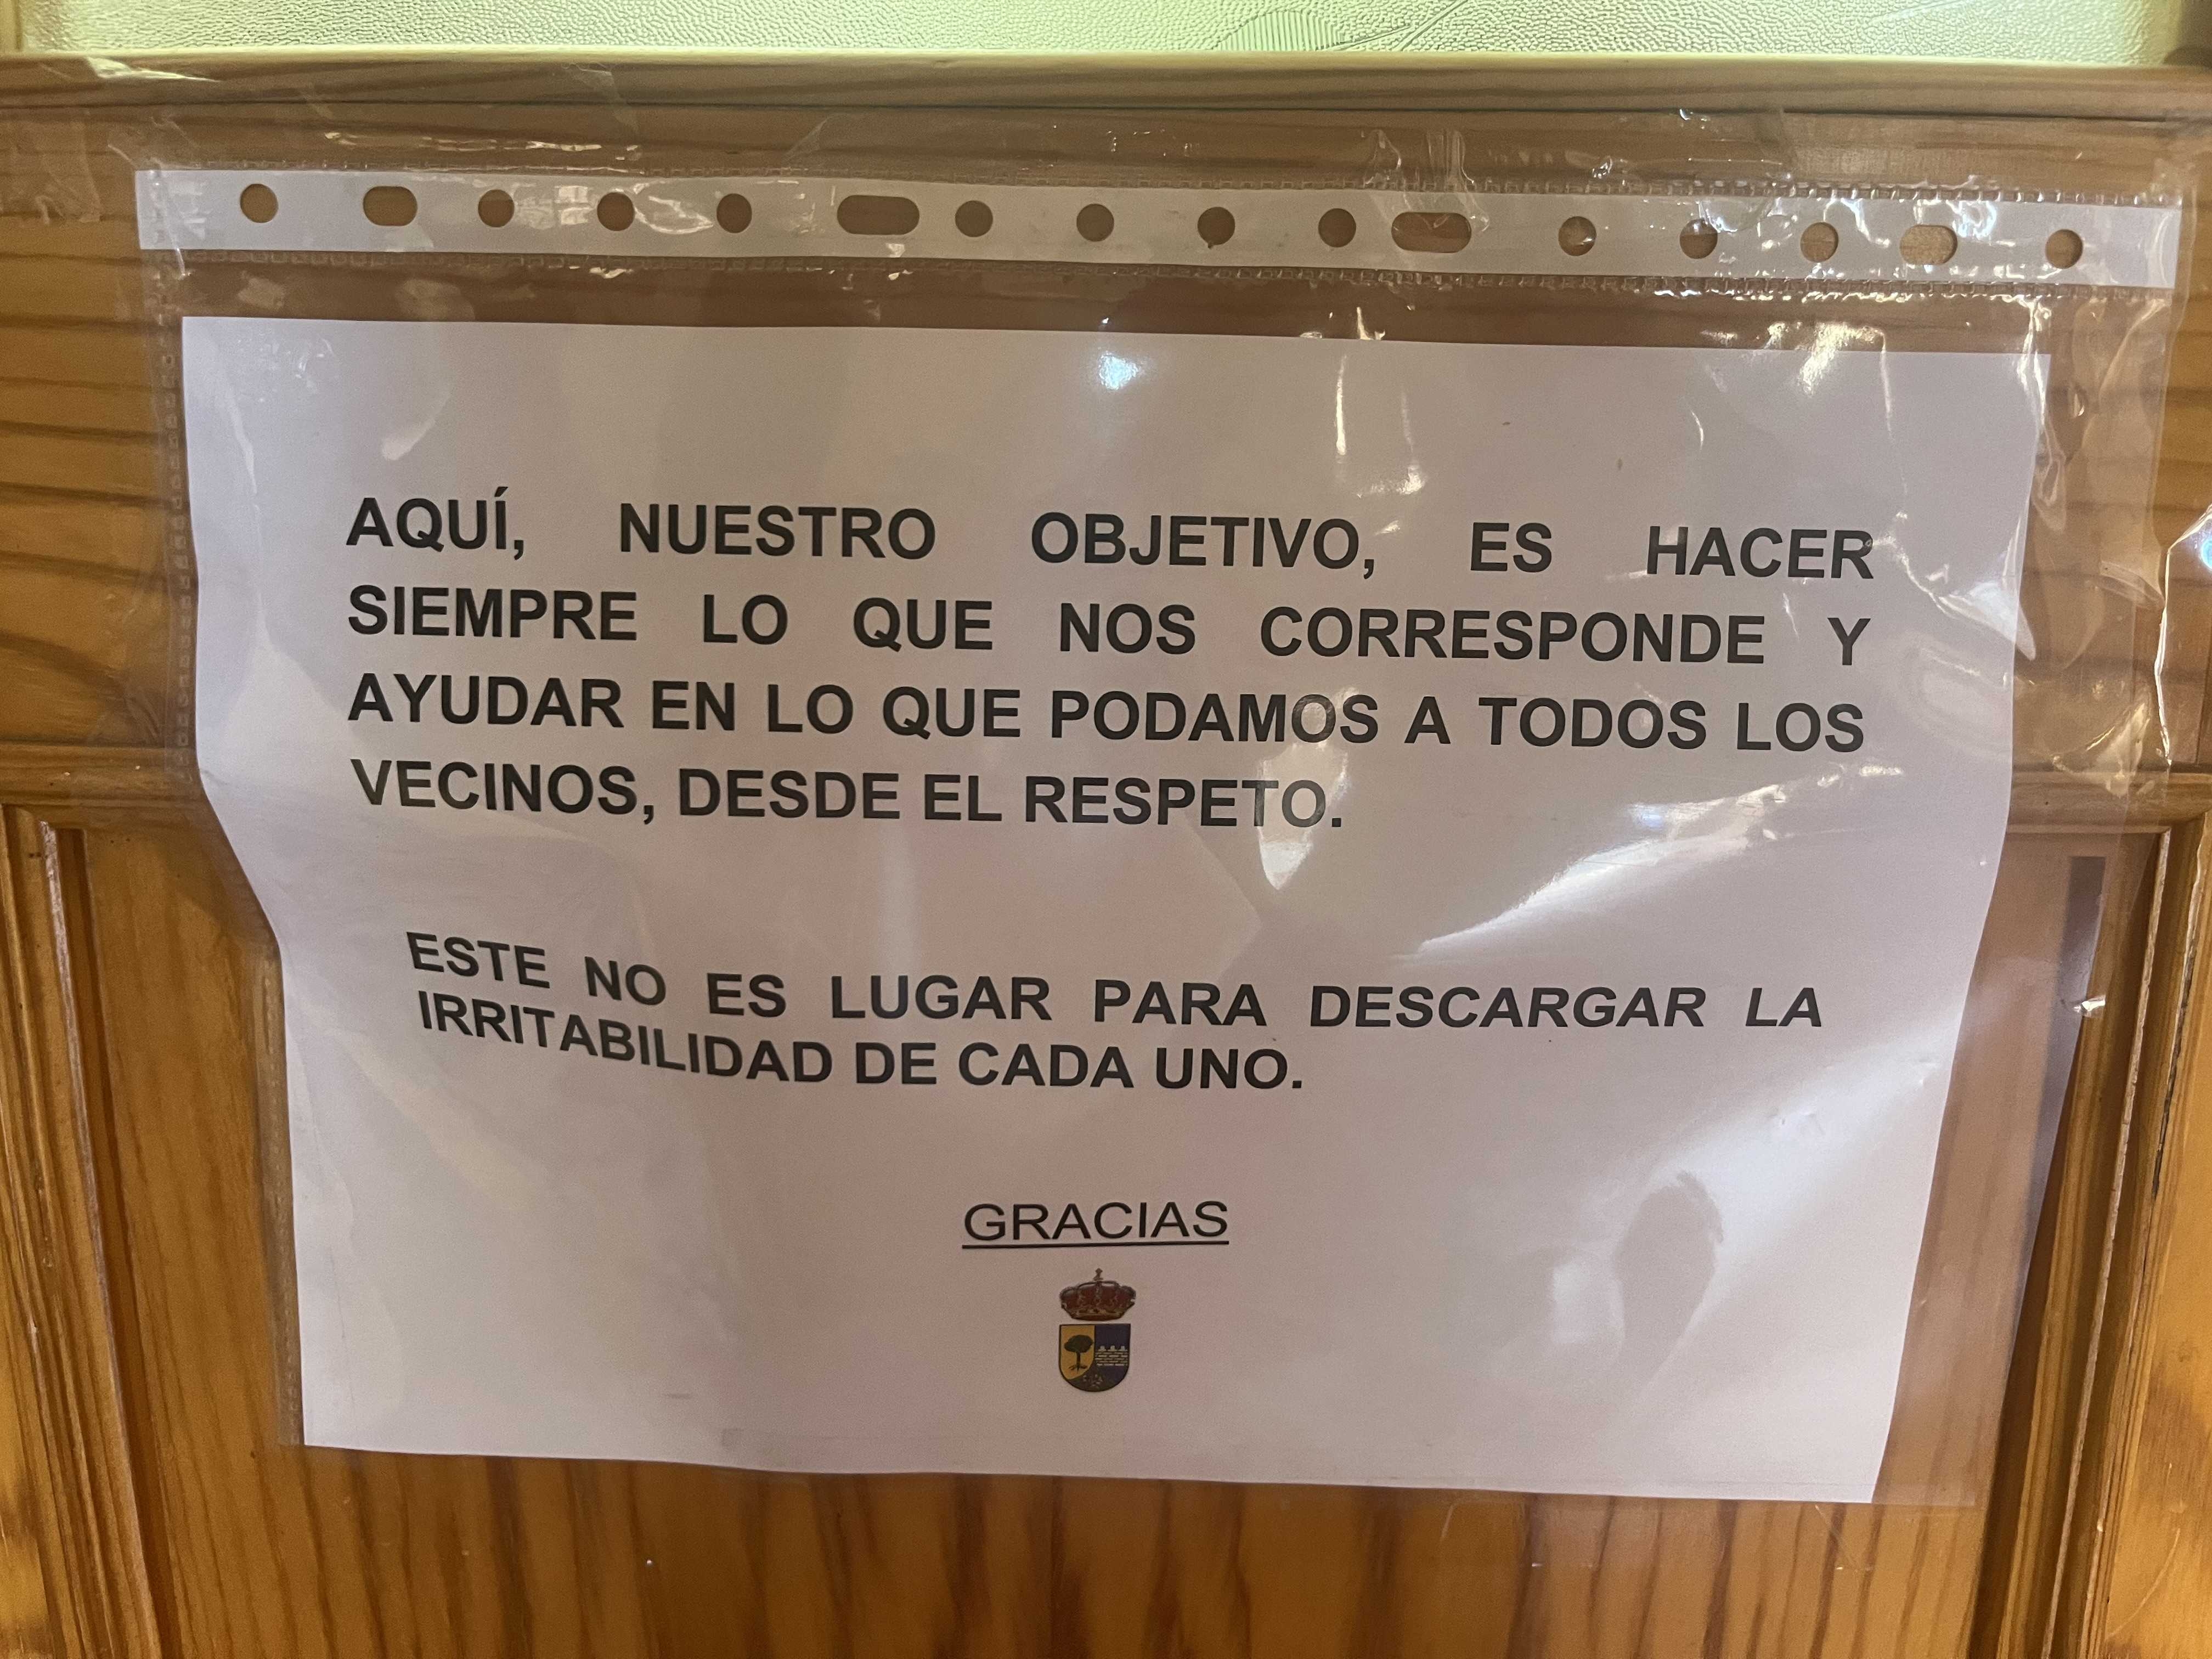 AQUÍ, NUESTRO OBJETIVO, ES HACER
SIEMPRE LO QUE NOS CORRESPONDE Y
AYUDAR EN LO QUE PODAMOS A TODOS LOS
VECINOS, DESDE EL RESPETO.
ESTE NO ES LUGAR PARA DESCARGAR LA
IRRITABILIDAD DE CADA UNO.
GRACIAS